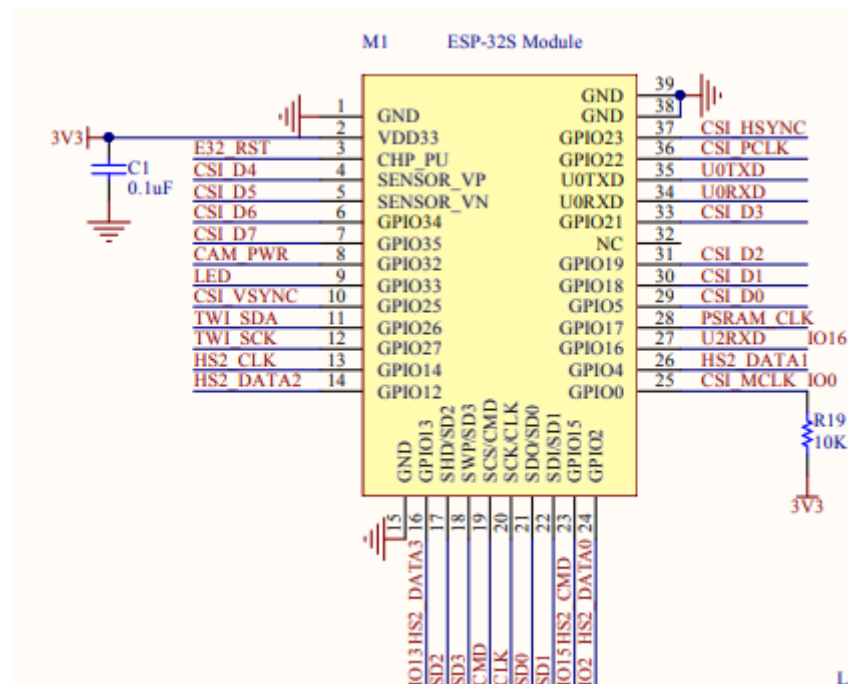 M1 ESP-32S Module
3V3
C1
0.1uF
E32_RST
CSI_D4
CSI_D5
CSI_D6
CSI_D7
CAM_PWR
LED
CSI_VSYNC
TWI_SDA
TWI_SCK
HS2_CLK
HS2_DATA2
1 GND
2 VDD33
3 CHP_PU
4 SENSOR_VP
5 SENSOR_VN
6 GPIO34
7 GPIO35
8 GPIO32
9 GPIO33
10 GPIO25
11 GPIO26
12 GPIO27
13 GPIO14
14 GPIO12
GND 39
GND 38
GPIO23 37 CSI_HSYNC
GPIO22 36 CSI_PCLK
U0TXD 35 U0TXD
U0RXD 34 U0RXD
GPIO21 33 CSI_D3
NC 32
GPIO19 31 CSI_D2
GPIO18 30 CSI_D1
GPIO5 29 CSI_D0
GPIO17 28 PSRAM_CLK
GPIO16 27 U2RXD IO16
GPIO4 26 HS2_DATA1
GPIO0 25 CSI_MCLK IO0
R19
10K
3V3
GND 15
GPIO13 16 IO13 HS2_DATA3
SHD/SD2 17 SD2
SWP/SD3 18 SD3
SCS/CMD 19 CMD
SCK/CLK 20 CLK
SDO/SD0 21 SD0
SDI/SD1 22 SD1
GPIO15 23 IO15 HS2_CMD
GPIO2 24 IO2 HS2_DATA0
L